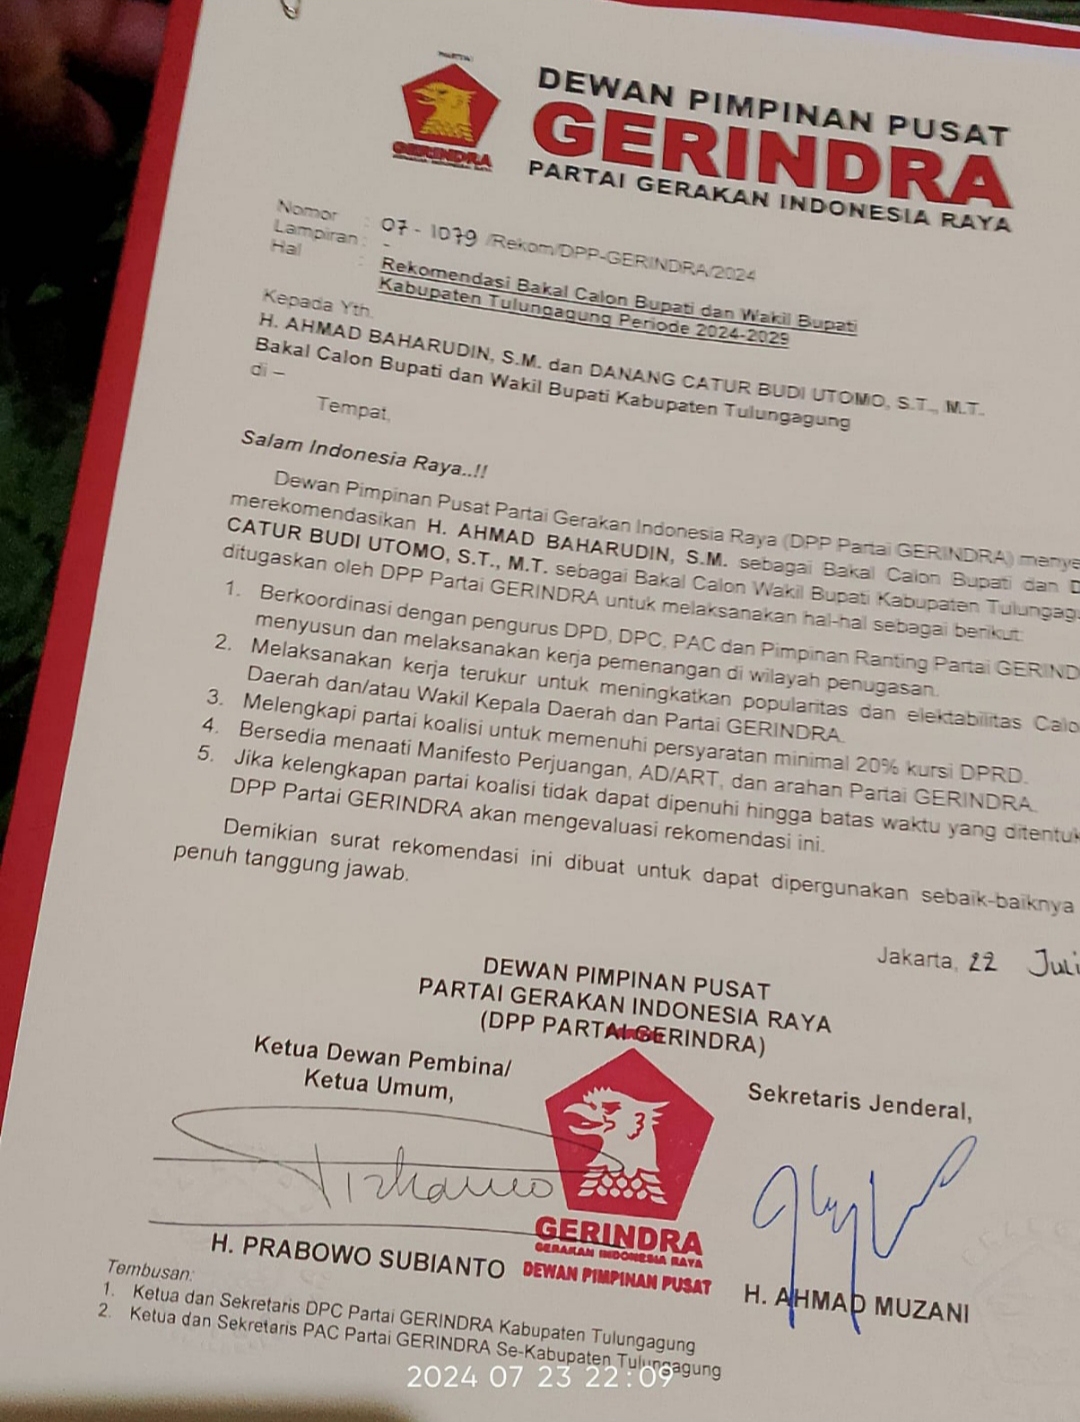 PARTAI
GERINDRA
GERAKAN INDONESIA RAYA
DEWAN PIMPINAN PUSAT
GERINDRA
PARTAI GERAKAN INDONESIA RAYA
Nomor : 07 - 1079 /Rekom/DPP-GERINDRA/2024
Lampiran : -
Hal : Rekomendasi Bakal Calon Bupati dan Wakil Bupati
Kabupaten Tulungagung Periode 2024-2029
Kepada Yth.
H. AHMAD BAHARUDIN, S.M. dan DANANG CATUR BUDI UTOMO, S.T., M.T.
Bakal Calon Bupati dan Wakil Bupati Kabupaten Tulungagung
di –
Tempat,
Salam Indonesia Raya..!!
Dewan Pimpinan Pusat Partai Gerakan Indonesia Raya (DPP Partai GERINDRA) menye
merekomendasikan H. AHMAD BAHARUDIN, S.M. sebagai Bakal Calon Bupati dan D
CATUR BUDI UTOMO, S.T., M.T. sebagai Bakal Calon Wakil Bupati Kabupaten Tulungag
ditugaskan oleh DPP Partai GERINDRA untuk melaksanakan hal-hal sebagai berikut:
1. Berkoordinasi dengan pengurus DPD, DPC, PAC dan Pimpinan Ranting Partai GERIND
menyusun dan melaksanakan kerja pemenangan di wilayah penugasan.
2. Melaksanakan kerja terukur untuk meningkatkan popularitas dan elektabilitas Calo
Daerah dan/atau Wakil Kepala Daerah dan Partai GERINDRA.
3. Melengkapi partai koalisi untuk memenuhi persyaratan minimal 20% kursi DPRD.
4. Bersedia menaati Manifesto Perjuangan, AD/ART, dan arahan Partai GERINDRA.
5. Jika kelengkapan partai koalisi tidak dapat dipenuhi hingga batas waktu yang ditentuk
DPP Partai GERINDRA akan mengevaluasi rekomendasi ini.
Demikian surat rekomendasi ini dibuat untuk dapat dipergunakan sebaik-baiknya
penuh tanggung jawab.
Jakarta, 22 Juli
DEWAN PIMPINAN PUSAT
PARTAI GERAKAN INDONESIA RAYA
(DPP PARTAI GERINDRA)
Ketua Dewan Pembina/
Ketua Umum,
Sekretaris Jenderal,
GERINDRA
GERAKAN INDONESIA RAYA
DEWAN PIMPINAN PUSAT
H. PRABOWO SUBIANTO
H. AHMAD MUZANI
Tembusan:
1. Ketua dan Sekretaris DPC Partai GERINDRA Kabupaten Tulungagung
2. Ketua dan Sekretaris PAC Partai GERINDRA Se-Kabupaten Tulungagung
2024 07 23 22:09